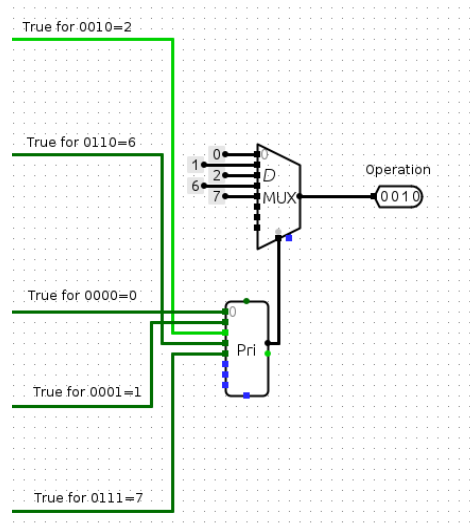 True for 0010=2
True for 0110=6
0
0
1
D
2
6
MUX
7
Operation
0010
True for 0000=0
0
Pri
True for 0001=1
True for 0111=7